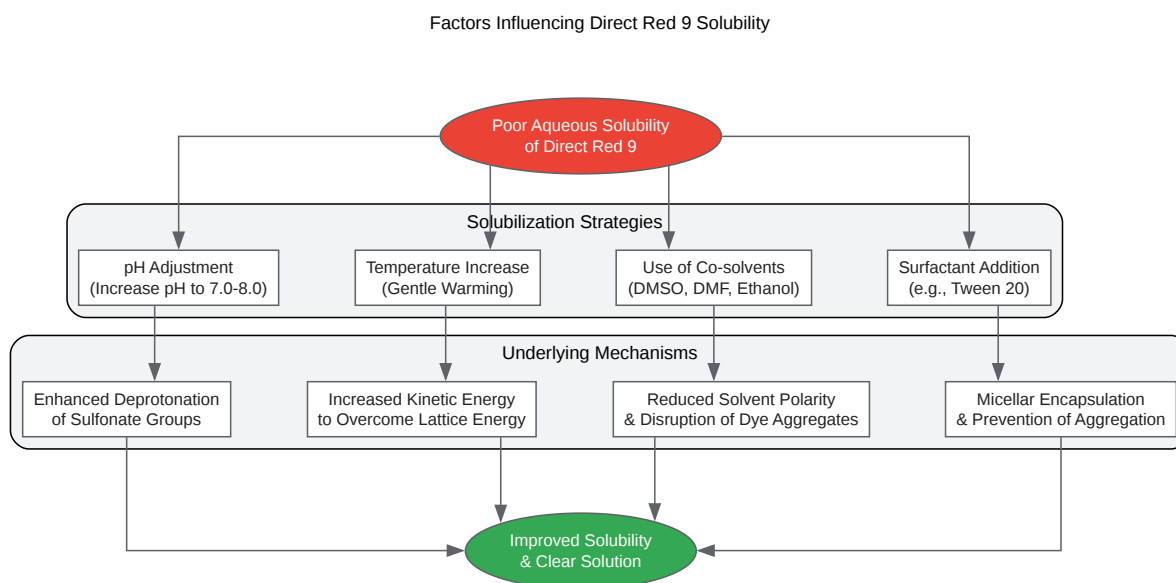 Factors Influencing Direct Red 9 Solubility
Poor Aqueous Solubility
of Direct Red 9
Solubilization Strategies
pH Adjustment
(Increase pH to 7.0-8.0)
Temperature Increase
(Gentle Warming)
Use of Co-solvents
(DMSO, DMF, Ethanol)
Surfactant Addition
(e.g., Tween 20)
Underlying Mechanisms
Enhanced Deprotonation
of Sulfonate Groups
Increased Kinetic Energy
to Overcome Lattice Energy
Reduced Solvent Polarity
& Disruption of Dye Aggregates
Micellar Encapsulation
& Prevention of Aggregation
Improved Solubility
& Clear Solution